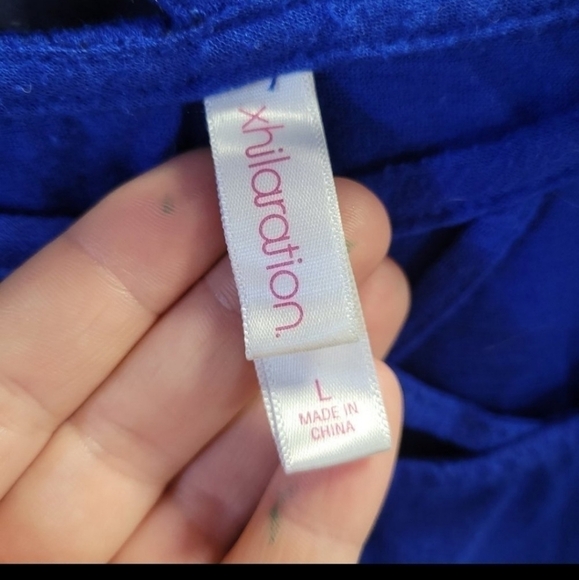 xhilaration.
L
MADE IN
CHINA